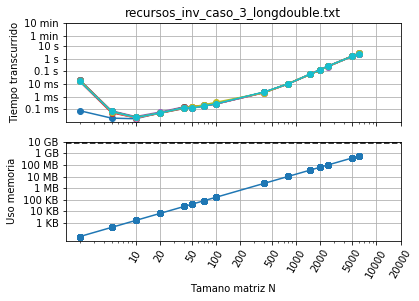 recursos_inv_caso_3_longdouble.txt
Tiempo transcurrido
10 min
1 min
10 s
1 s
0.1 s
10 ms
1 ms
0.1 ms
Uso memoria
10 GB
1 GB
100 MB
10 MB
1 MB
100 KB
10 KB
1 KB
10
20
50
100
200
500
1000
2000
5000
10000
20000
Tamano matriz N